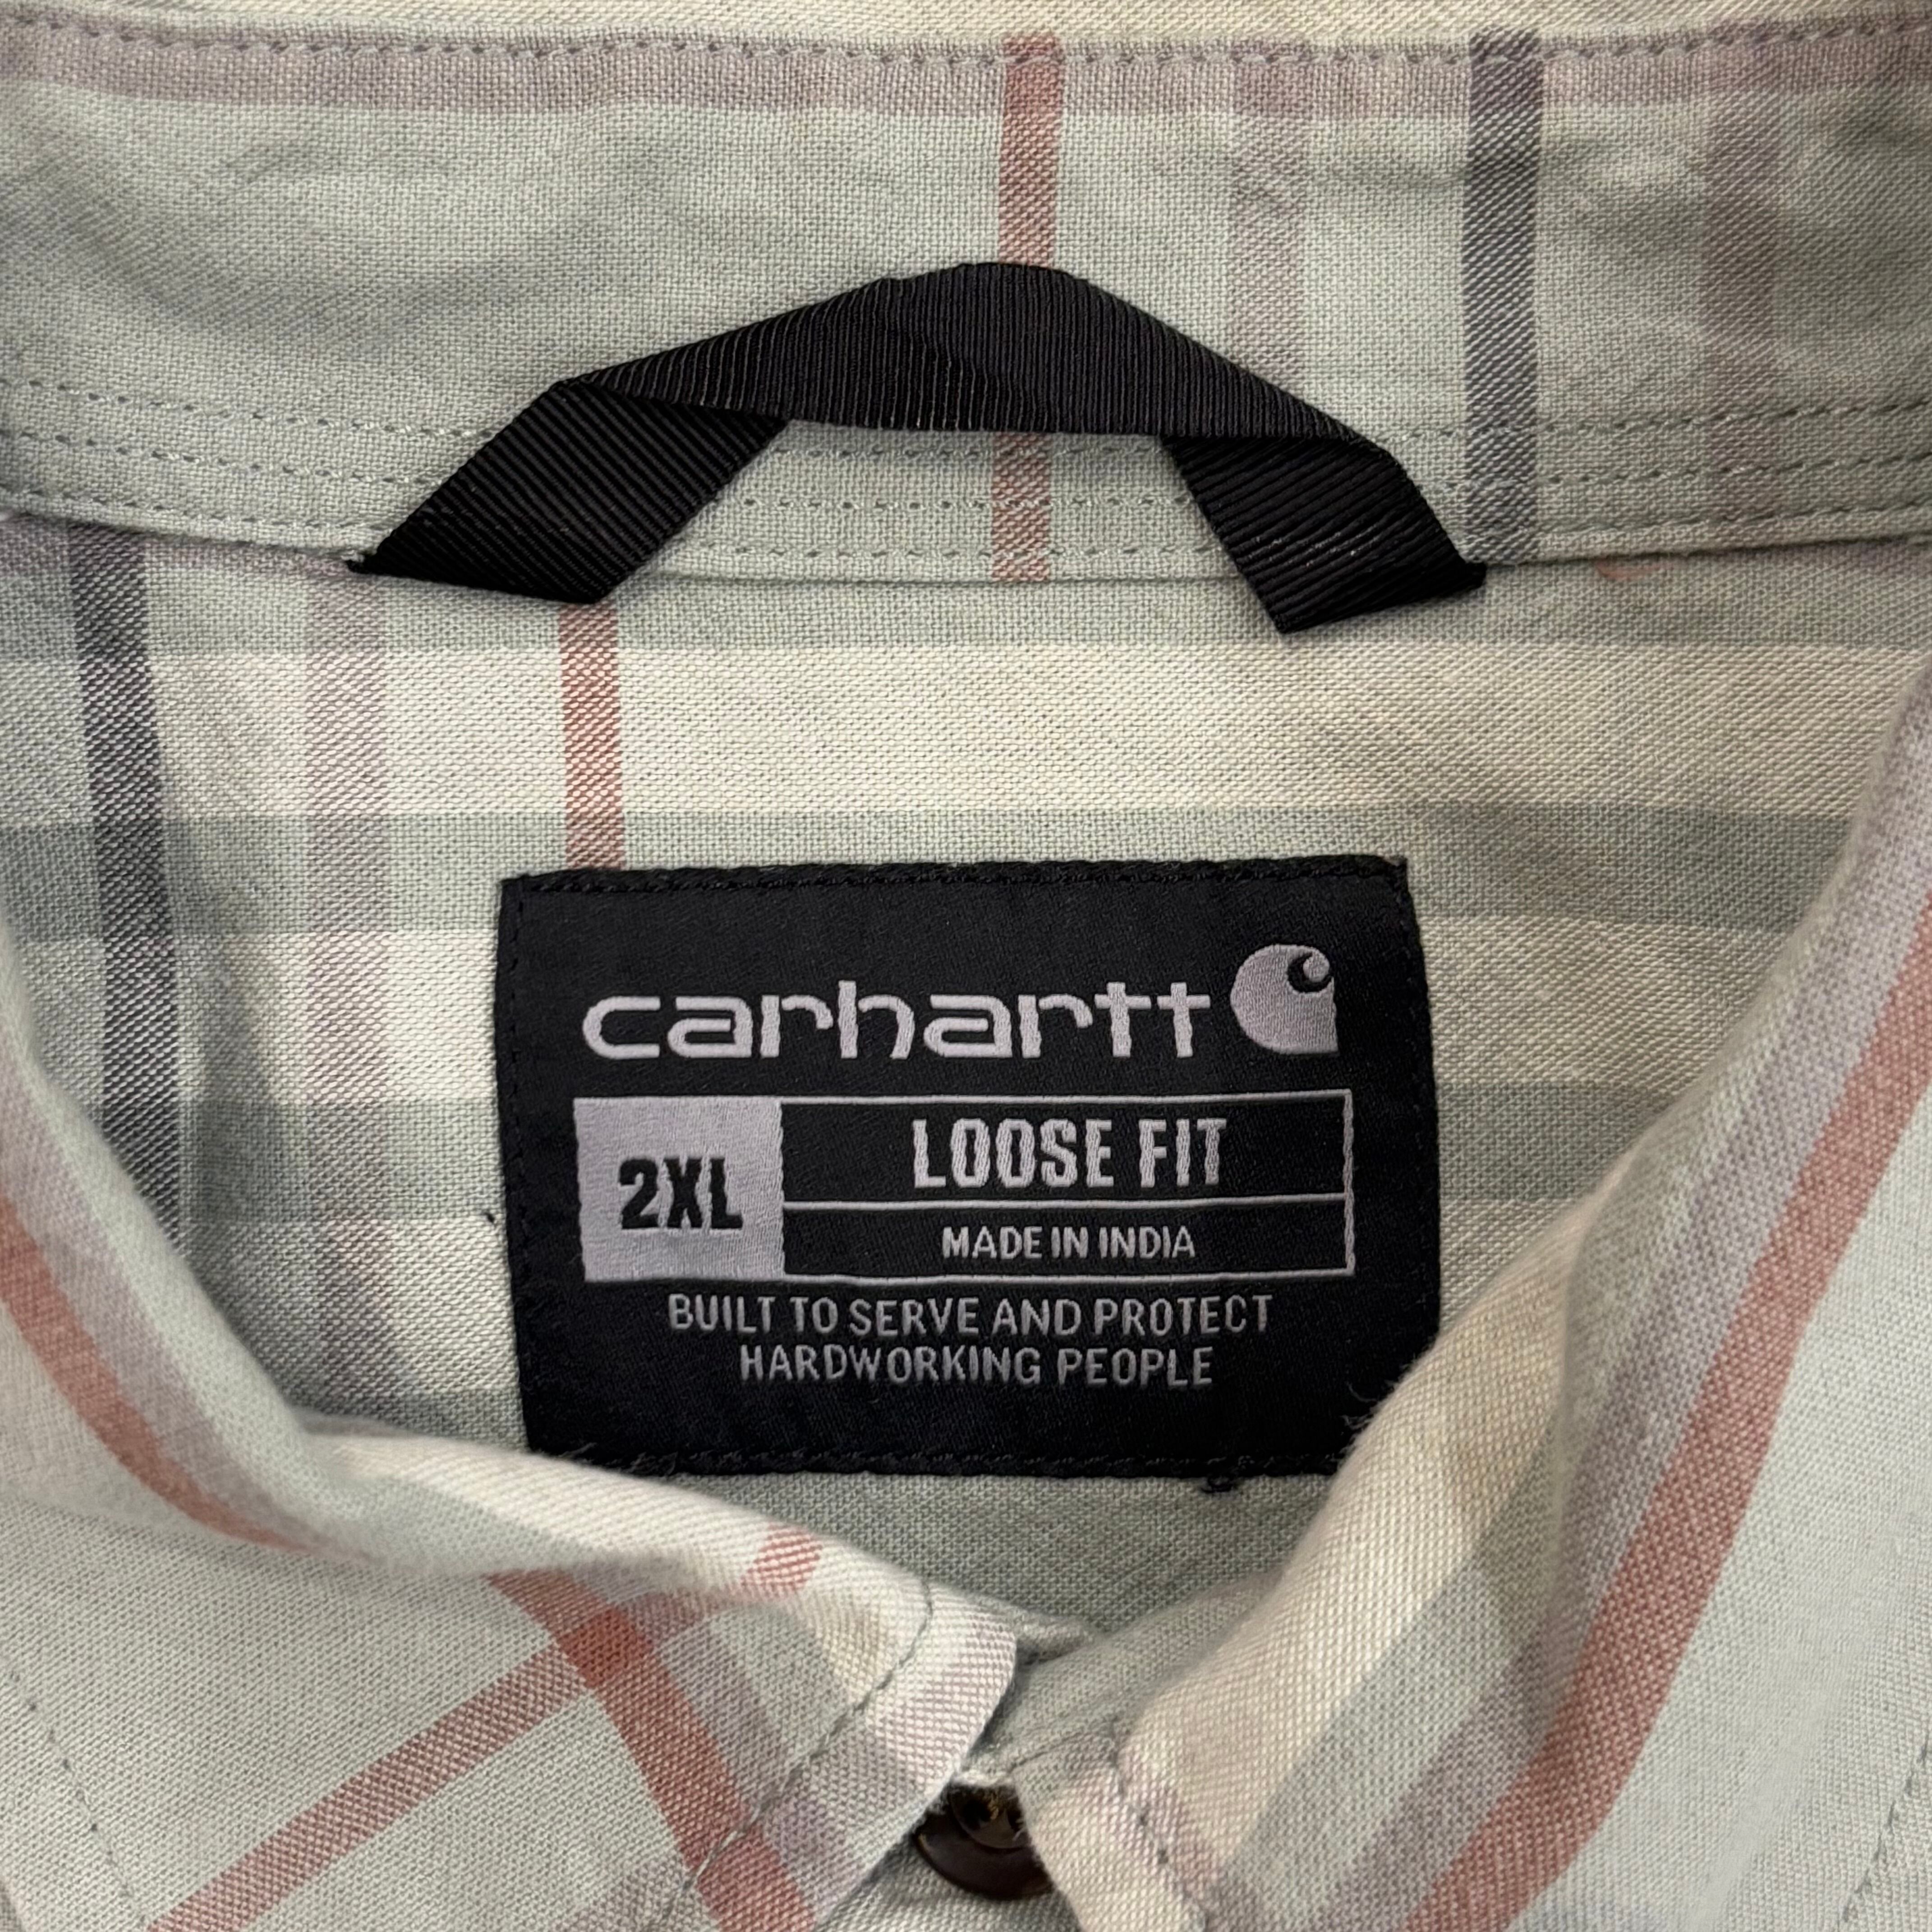 carhartt
2XL
LOOSE FIT
MADE IN INDIA
BUILT TO SERVE AND PROTECT
HARDWORKING PEOPLE